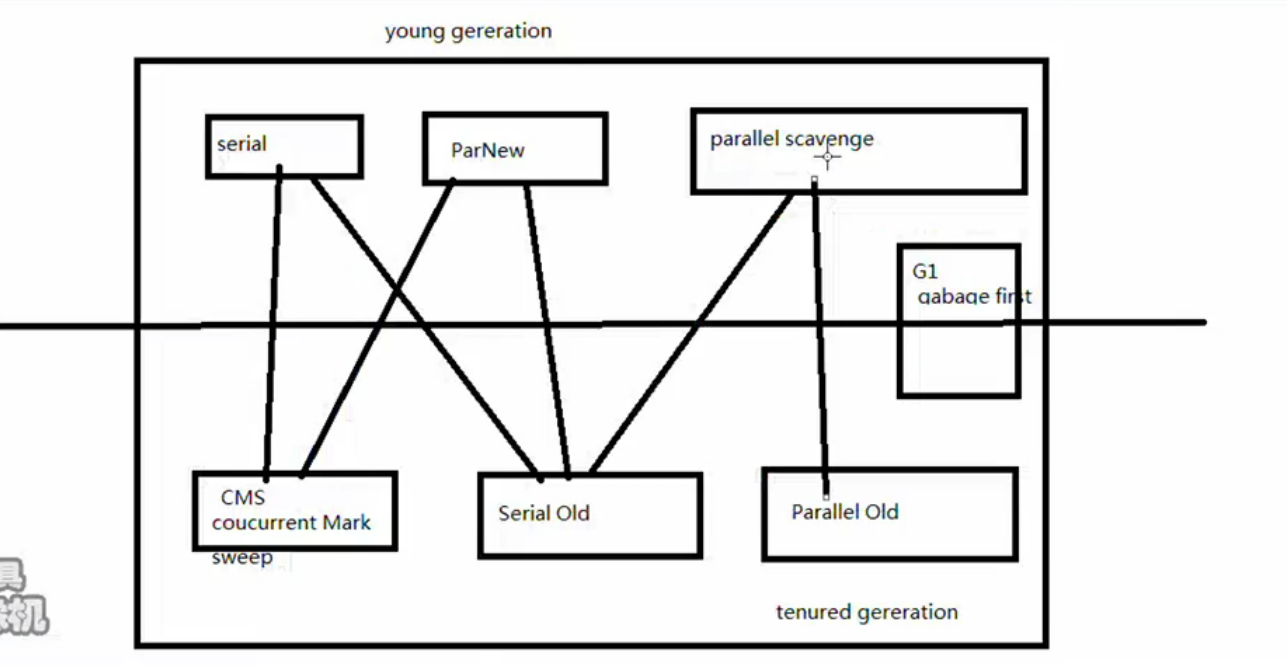 young gereration
serial
ParNew
parallel scavenge
G1
gabage first
CMS
coucurrent Mark
sweep
Serial Old
Parallel Old
tenured gereration